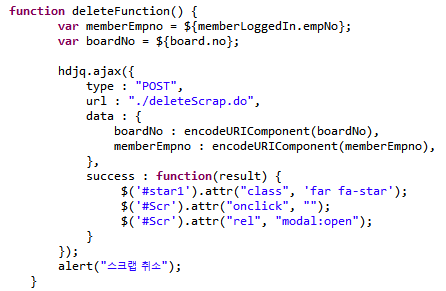 function deleteFunction() {
var memberEmpno = ${memberLoggedIn.empNo};
var boardNo = ${board.no};
hdjq.ajax({
type : "POST",
url : "./deleteScrap.do",
data : {
boardNo : encodeURIComponent(boardNo),
memberEmpno : encodeURIComponent(memberEmpno),
},
success : function(result) {
$('#star1').attr("class", 'far fa-star');
$('#Scr').attr("onclick", "");
$('#Scr').attr("rel", "modal:open");
}
});
alert("스크랩 취소");
}